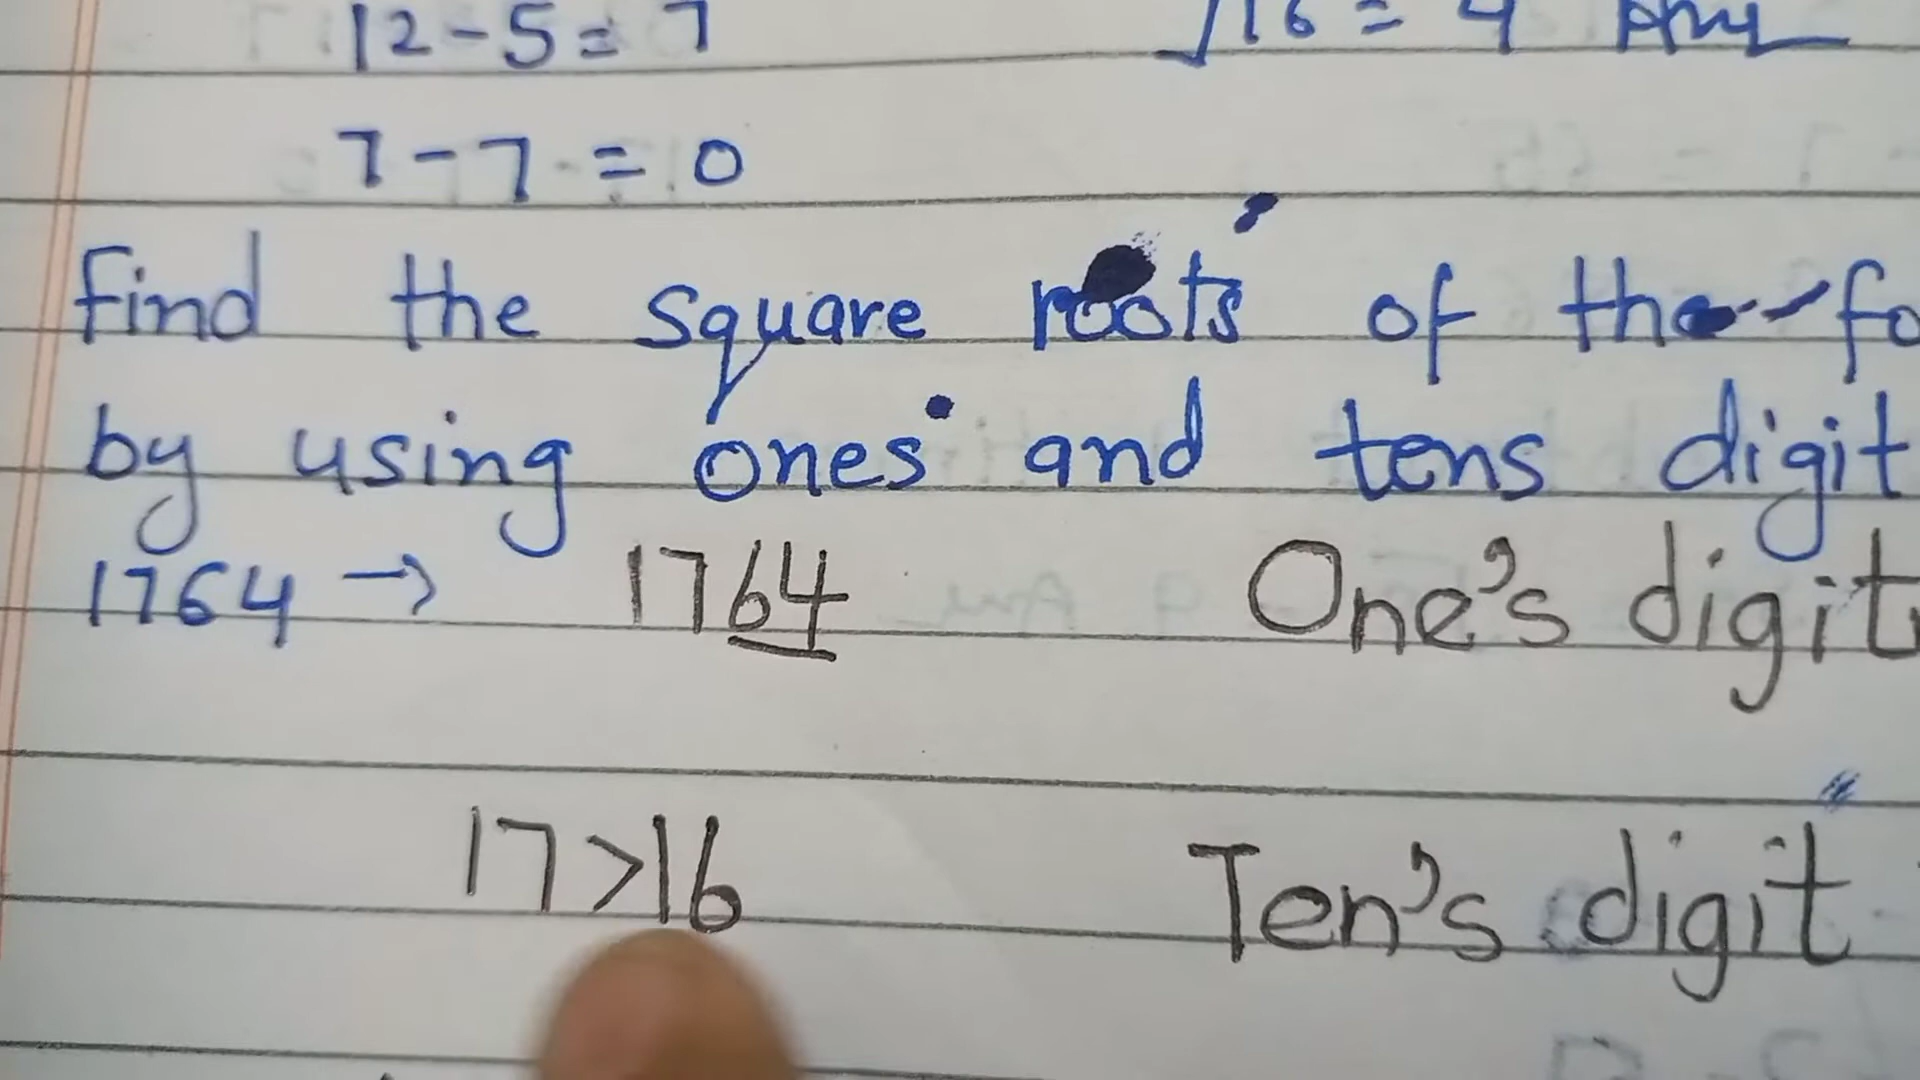 12-5=7 √16 = 4 Ans
7-7=0
find the square roots of the
by using ones and tens digit
1764 → 1764 One's digit
17>16 Ten's digit